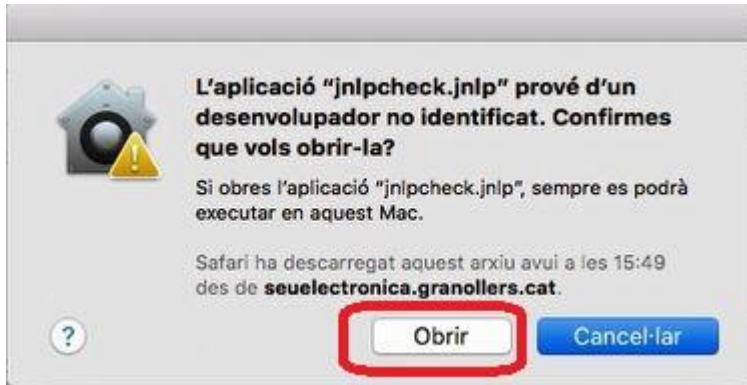 L'aplicació “jnlpcheck.jnlp” prové d'un
desenvolupador no identificat. Confirmes
que vols obrir-la?
Si obres l'aplicació “jnlpcheck.jnlp”, sempre es podrà
executar en aquest Mac.
Safari ha descarregat aquest arxiu avui a les 15:49
des de seuelectronica.granollers.cat.
?
Obrir
Cancel·lar